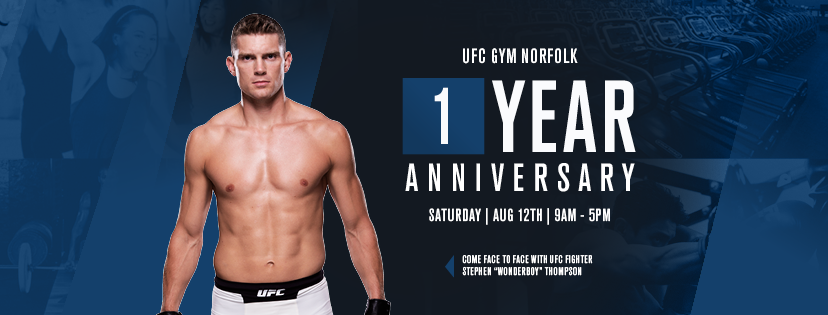 UFC GYM NORFOLK
1 YEAR
ANNIVERSARY
SATURDAY | AUG 12TH | 9AM - 5PM
COME FACE TO FACE WITH UFC FIGHTER
STEPHEN "WONDERBOY" THOMPSON
UFC